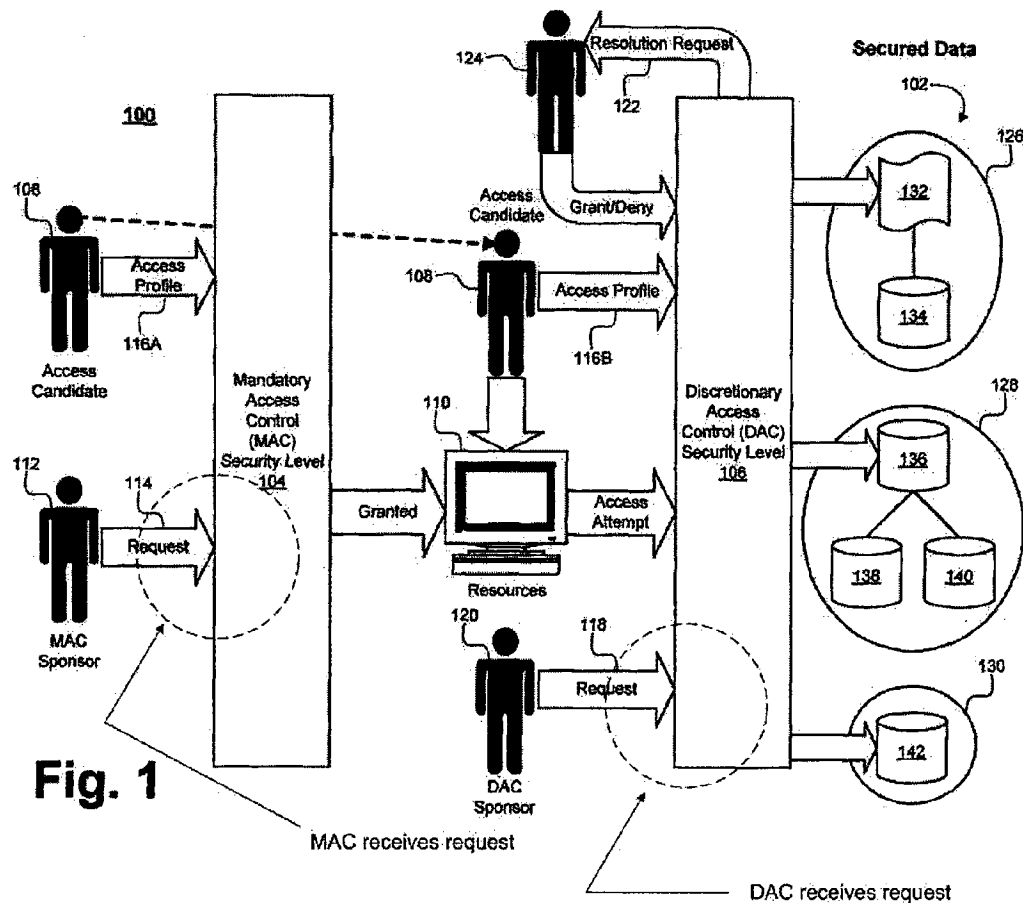 124
Resolution Request
122
Secured Data
102
100
126
132
134
108
Access
Profile
116A
Access
Candidate
Access
Candidate
Grant/Deny
108
Access Profile
116B
Mandatory
Access
Control
(MAC)
Security Level
104
Discretionary
Access
Control (DAC)
Security Level
106
110
128
136
138
140
112
114
Request
MAC
Sponsor
Granted
Access
Attempt
Resources
120
118
Request
DAC
Sponsor
130
142
Fig. 1
MAC receives request
DAC receives request